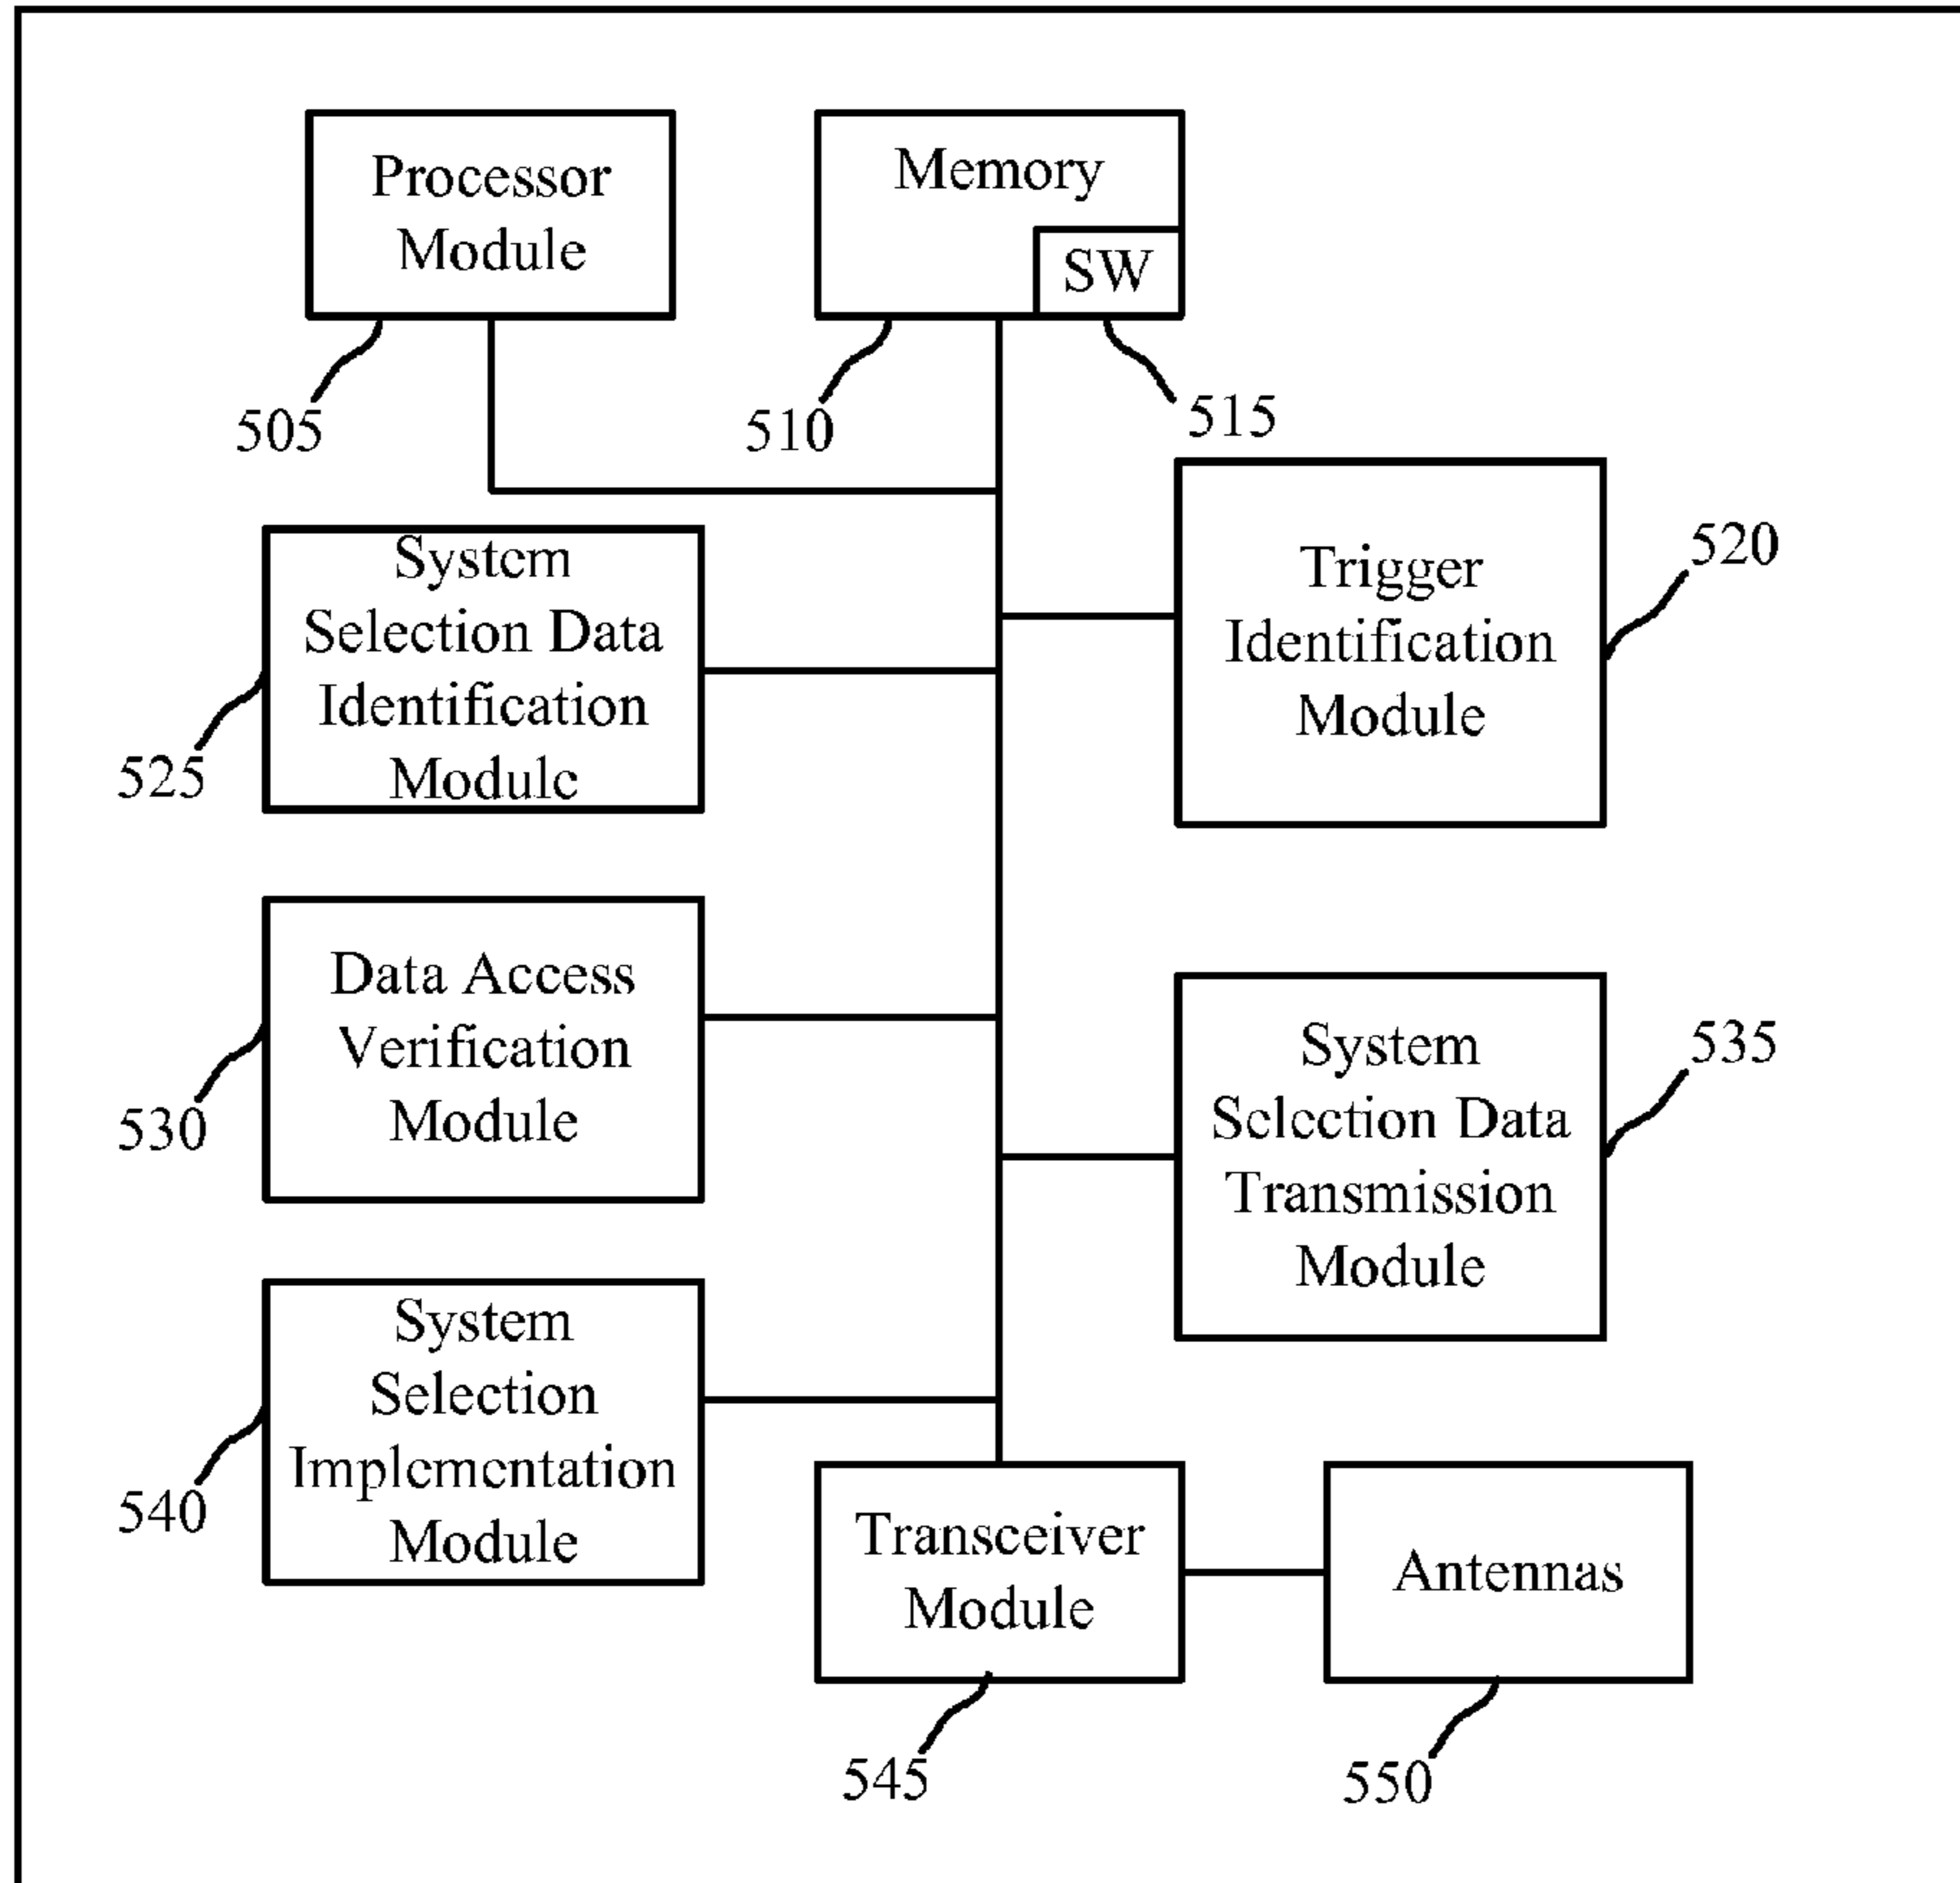 Processor
Module
Memory
SW
505
510
515
System
Selection Data
Identification
Module
525
Trigger
Identification
Module
520
Data Access
Verification
Module
530
System
Selection Data
Transmission
Module
535
System
Selection
Implementation
Module
540
Transceiver
Module
545
Antennas
550